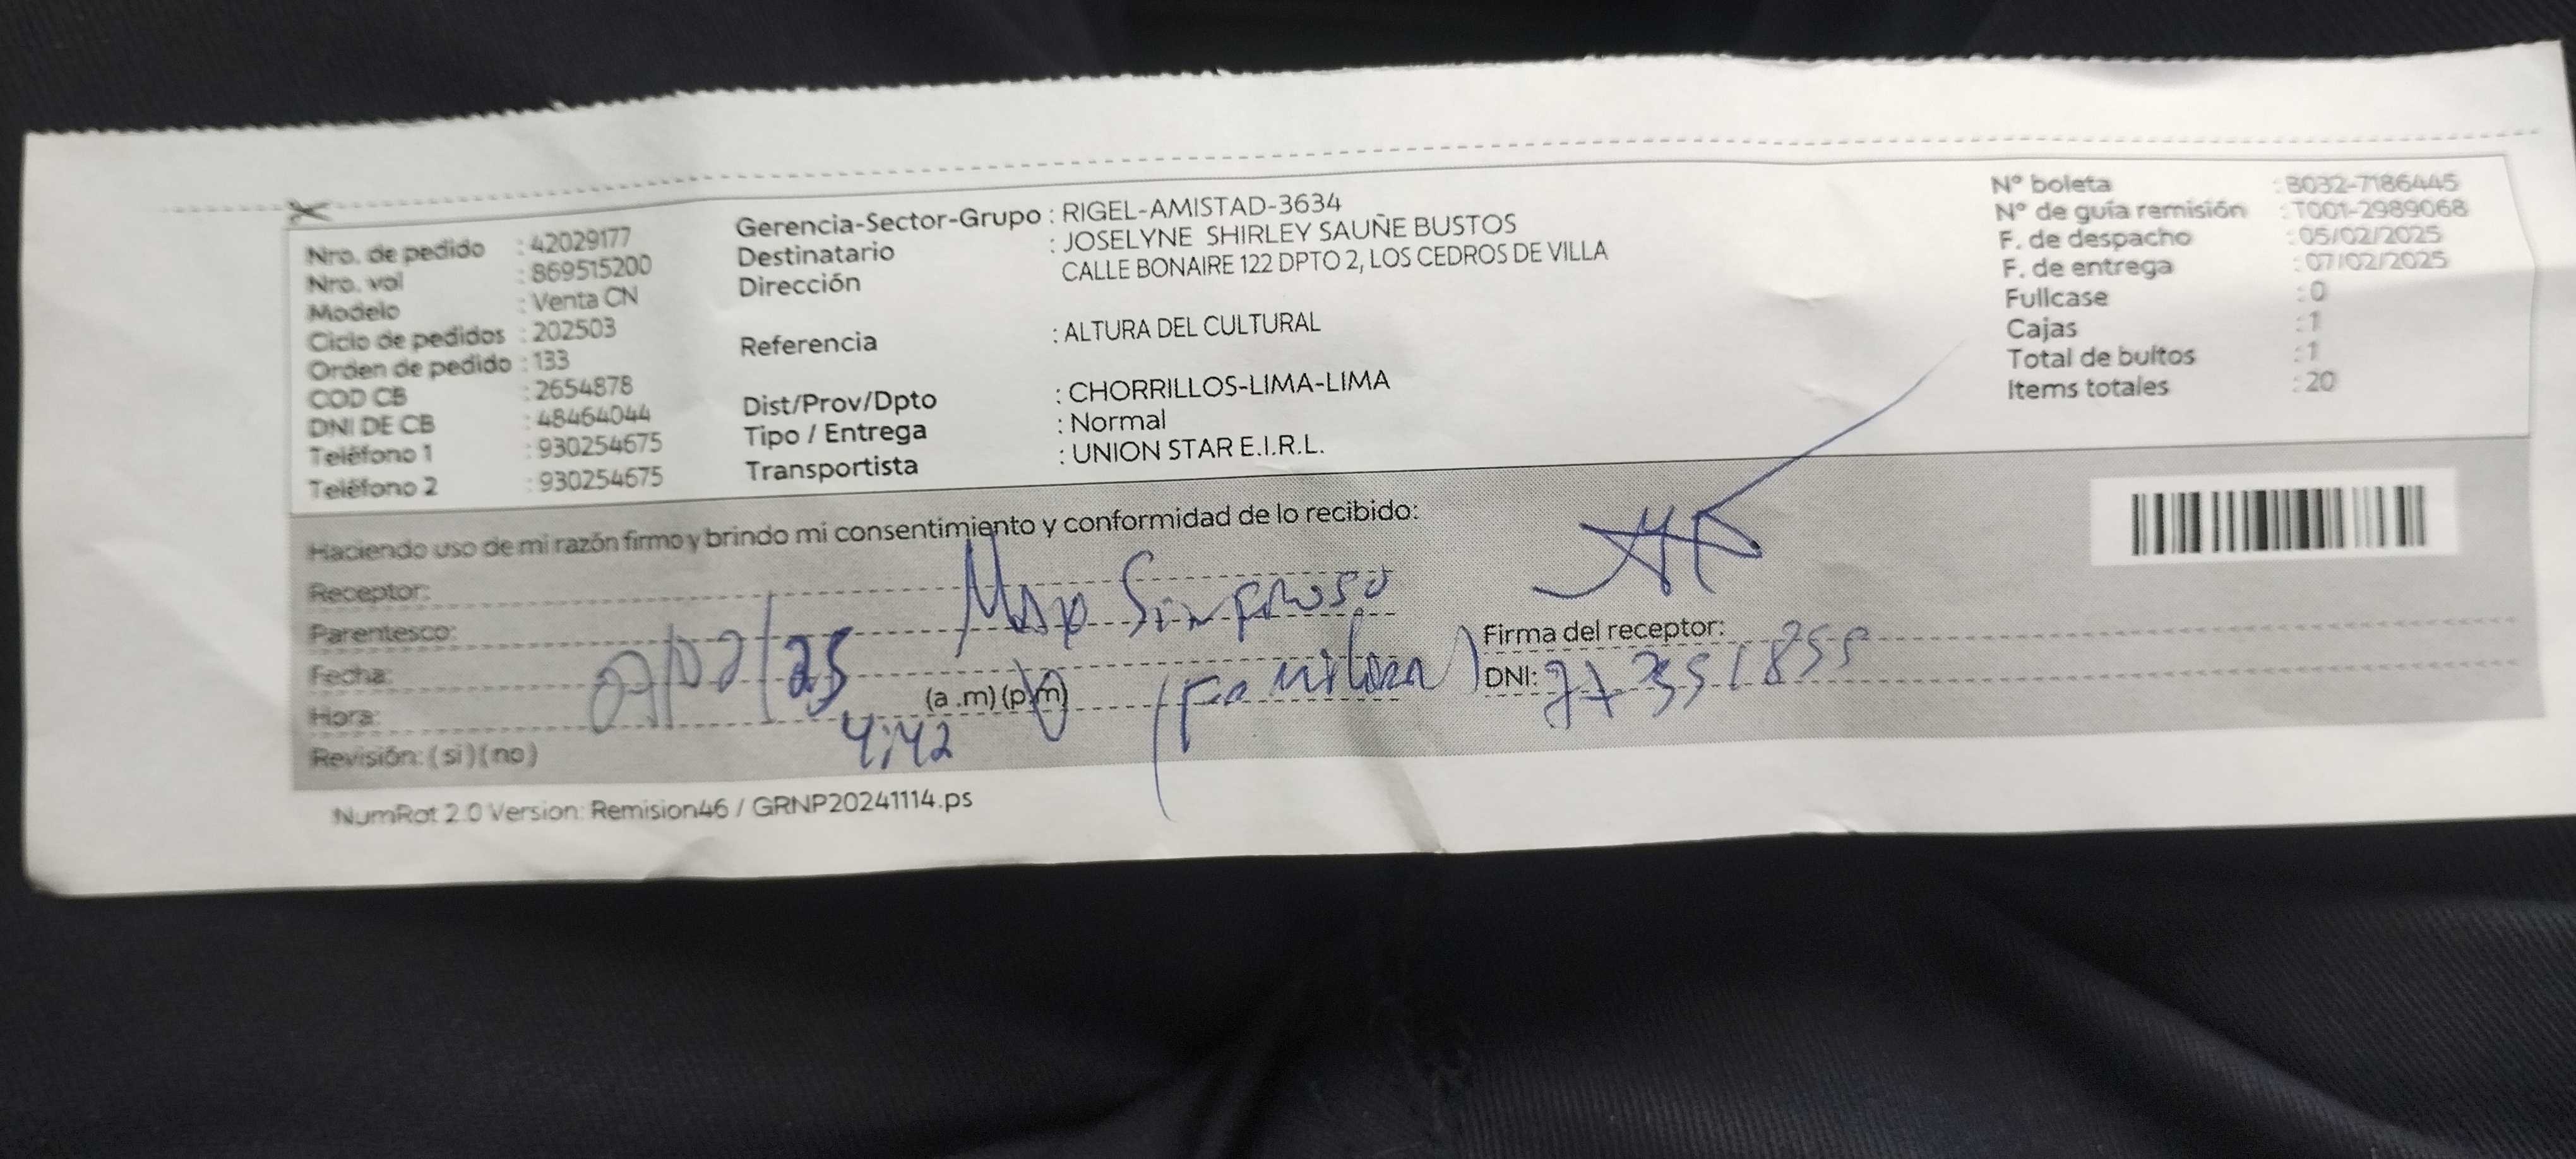 Nro. de pedido : 42029177
Nro. vol : 869515200
Modelo : Venta CN
Ciclo de pedidos : 202503
Orden de pedido : 133
COD CB : 2654878
DNI DE CB : 48464044
Teléfono 1 : 930254675
Teléfono 2 : 930254675
Gerencia-Sector-Grupo : RIGEL-AMISTAD-3634
Destinatario : JOSELYNE SHIRLEY SAUÑE BUSTOS
Dirección CALLE BONAIRE 122 DPTO 2, LOS CEDROS DE VILLA
Referencia : ALTURA DEL CULTURAL
Dist/Prov/Dpto : CHORRILLOS-LIMA-LIMA
Tipo / Entrega : Normal
Transportista : UNION STAR E.I.R.L.
N° boleta : B032-7186445
N° de guía remisión : T001-2989068
F. de despacho : 05/02/2025
F. de entrega : 07/02/2025
Fullcase : 0
Cajas : 1
Total de bultos : 1
Items totales : 20
Haciendo uso de mi razón firmo y brindo mi consentimiento y conformidad de lo recibido:
Receptor:
Parentesco:
Fecha: 07/02/25
Hora: 4:42 (a .m) (p.m)
Revisión: ( si ) ( no )
Firma del receptor:
DNI:
NumRot 2.0 Version: Remision46 / GRNP20241114.ps